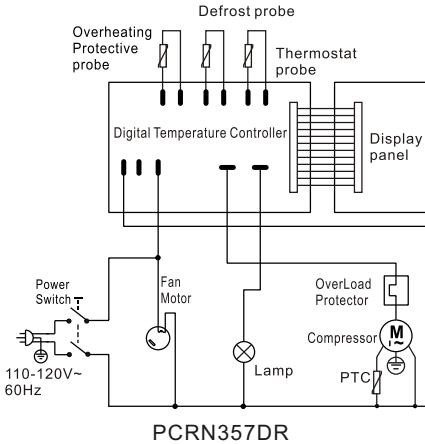 Defrost probe
Overheating
Protective
probe
Thermostat
probe
Digital Temperature Controller
Display
panel
Power
Switch
Fan
Motor
OverLoad
Protector
Compressor
M
~
Lamp
PTC
110-120V~
60Hz
PCRN357DR